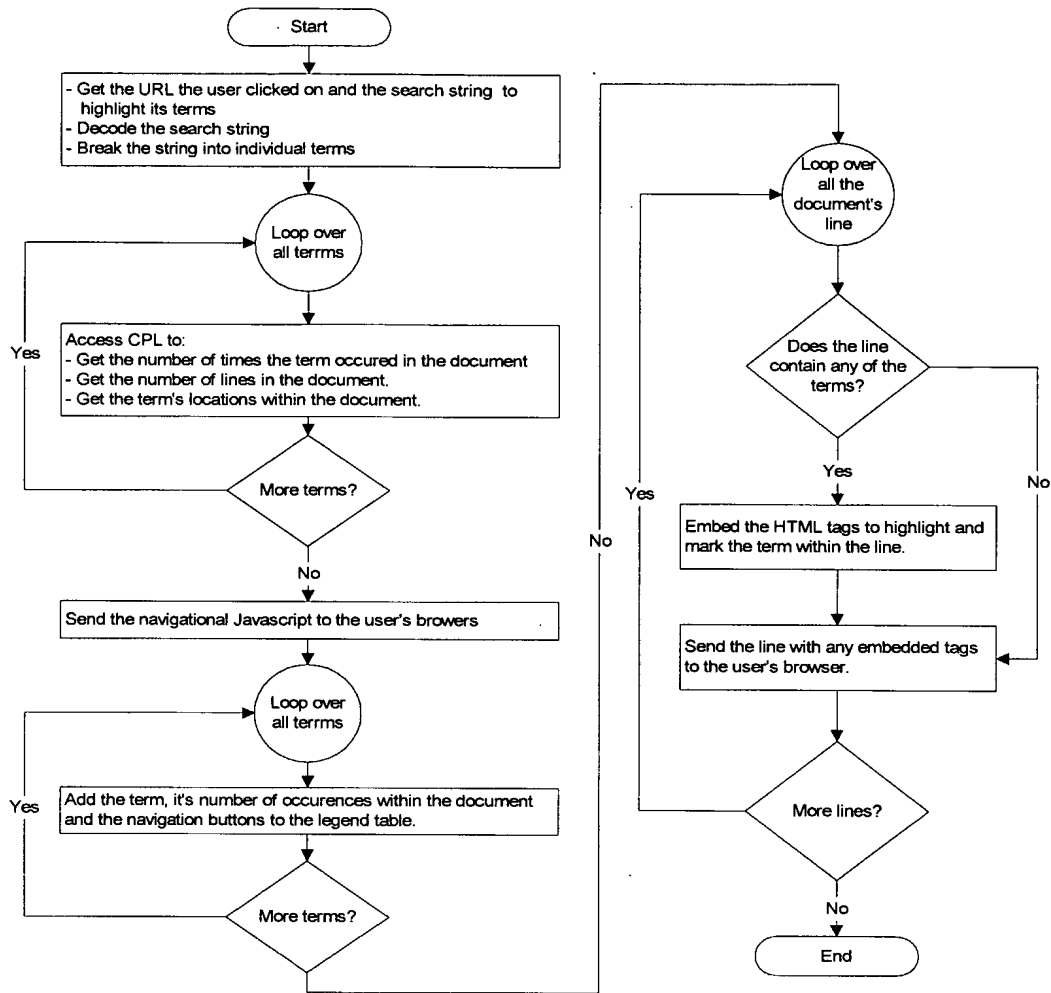 Start
- Get the URL the user clicked on and the search string to
highlight its terms
- Decode the search string
- Break the string into individual terms
Loop over
all terrms
Yes
Access CPL to:
- Get the number of times the term occured in the document
- Get the number of lines in the document.
- Get the term's locations within the document.
More terms?
No
Send the navigational Javascript to the user's browers
Loop over
all terrms
Yes
Add the term, it's number of occurences within the document
and the navigation buttons to the legend table.
More terms?
No
Loop over
all the
document's
line
Does the line
contain any of the
terms?
Yes
No
Yes
Embed the HTML tags to highlight and
mark the term within the line.
Send the line with any embedded tags
to the user's browser.
More lines?
No
End